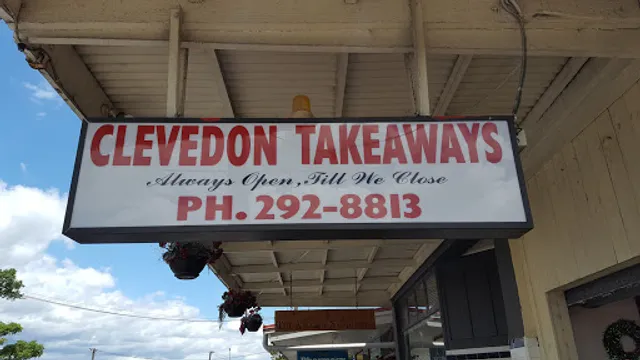 CLEVEDON TAKEAWAYS
Always Open, Till We Close
PH. 292-8813